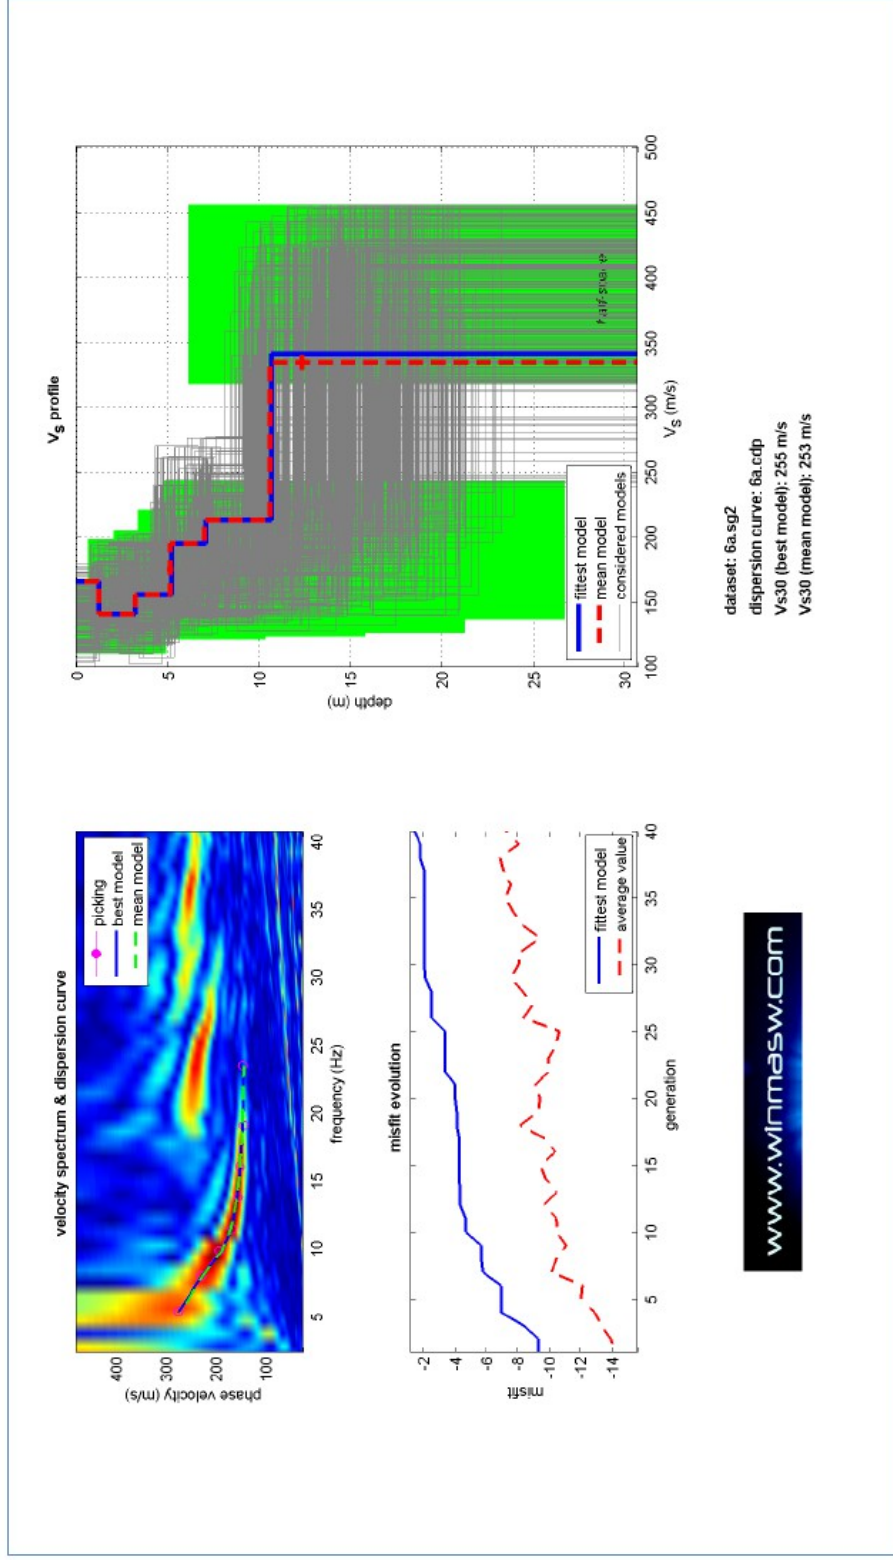 velocity spectrum & dispersion curve
picking
best model
mean model
400
300
200
100
phase velocity (m/s)
5
10
15
20
25
30
35
40
frequency (Hz)
misfit evolution
-2
-4
-6
-8
-10
-12
-14
misfit
fittest model
average value
5
10
15
20
25
30
35
40
generation
www.winmasw.com
VS profile
0
5
10
15
20
25
30
depth (m)
half-space
fittest model
mean model
considered models
100
150
200
250
300
350
400
450
500
VS (m/s)
dataset: 6a.sg2
dispersion curve: 6a.cdp
Vs30 (best model): 255 m/s
Vs30 (mean model): 253 m/s